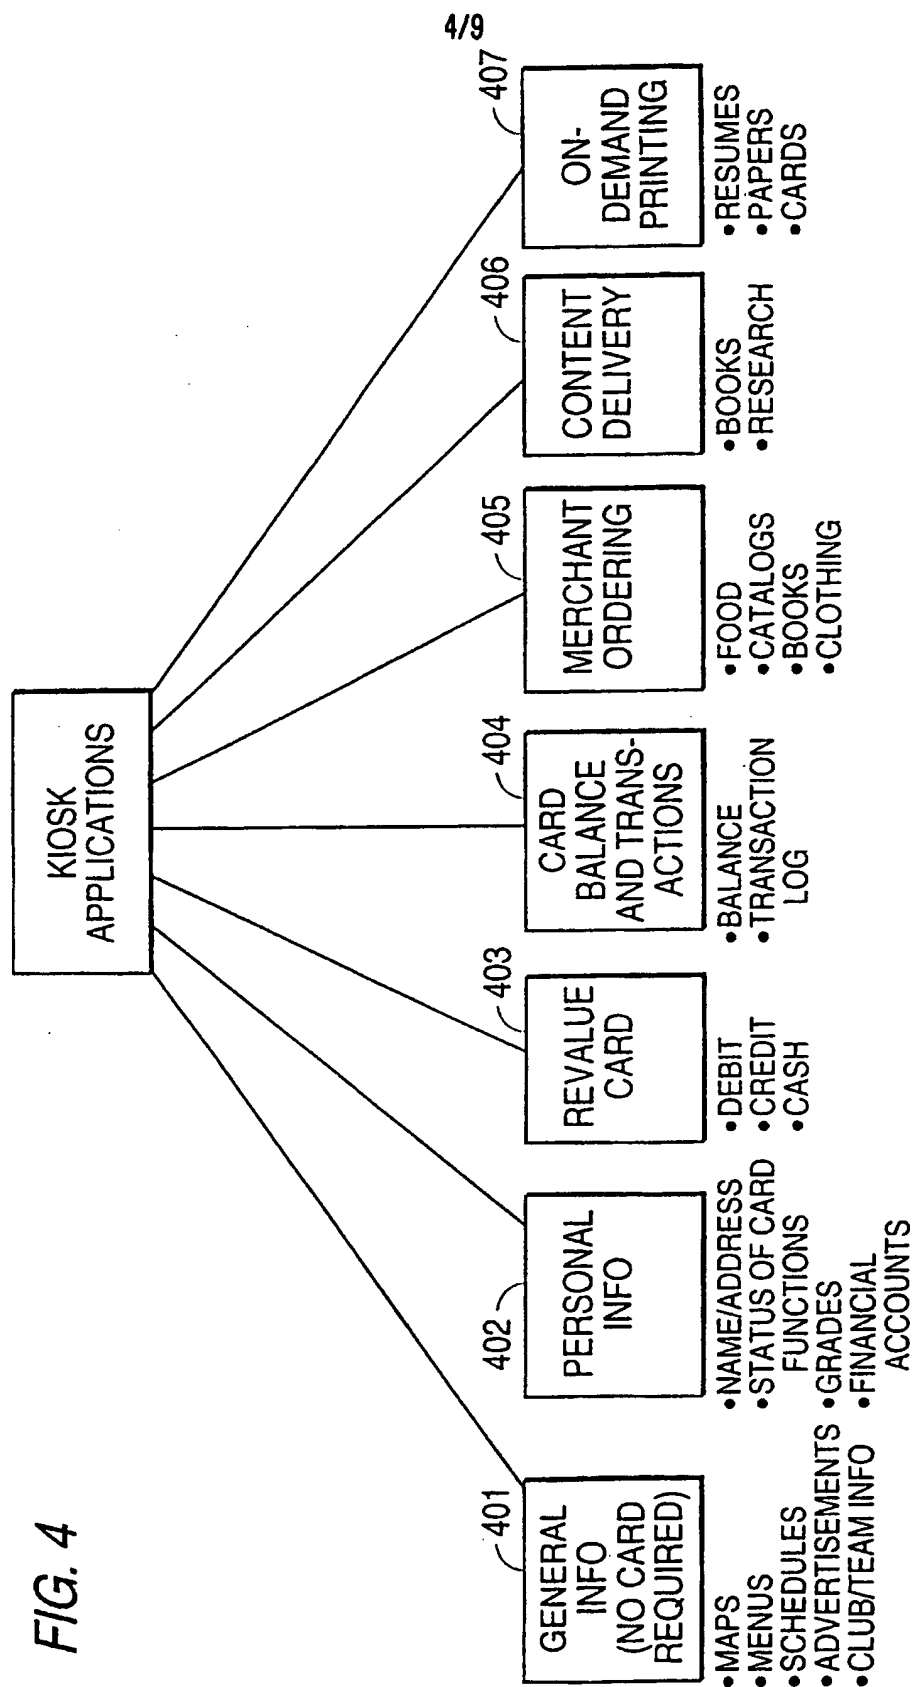 4/9
FIG. 4
KIOSK
APPLICATIONS
401
GENERAL
INFO
(NO CARD
REQUIRED)
•MAPS
•MENUS
•SCHEDULES
•ADVERTISEMENTS
•CLUB/TEAM INFO
402
PERSONAL
INFO
•NAME/ADDRESS
•STATUS OF CARD
FUNCTIONS
•GRADES
•FINANCIAL
ACCOUNTS
403
REVALUE
CARD
•DEBIT
•CREDIT
•CASH
404
CARD
BALANCE
AND TRANS-
ACTIONS
•BALANCE
•TRANSACTION
LOG
405
MERCHANT
ORDERING
•FOOD
•CATALOGS
•BOOKS
•CLOTHING
406
CONTENT
DELIVERY
•BOOKS
•RESEARCH
407
ON-
DEMAND
PRINTING
•RESUMES
•PAPERS
•CARDS